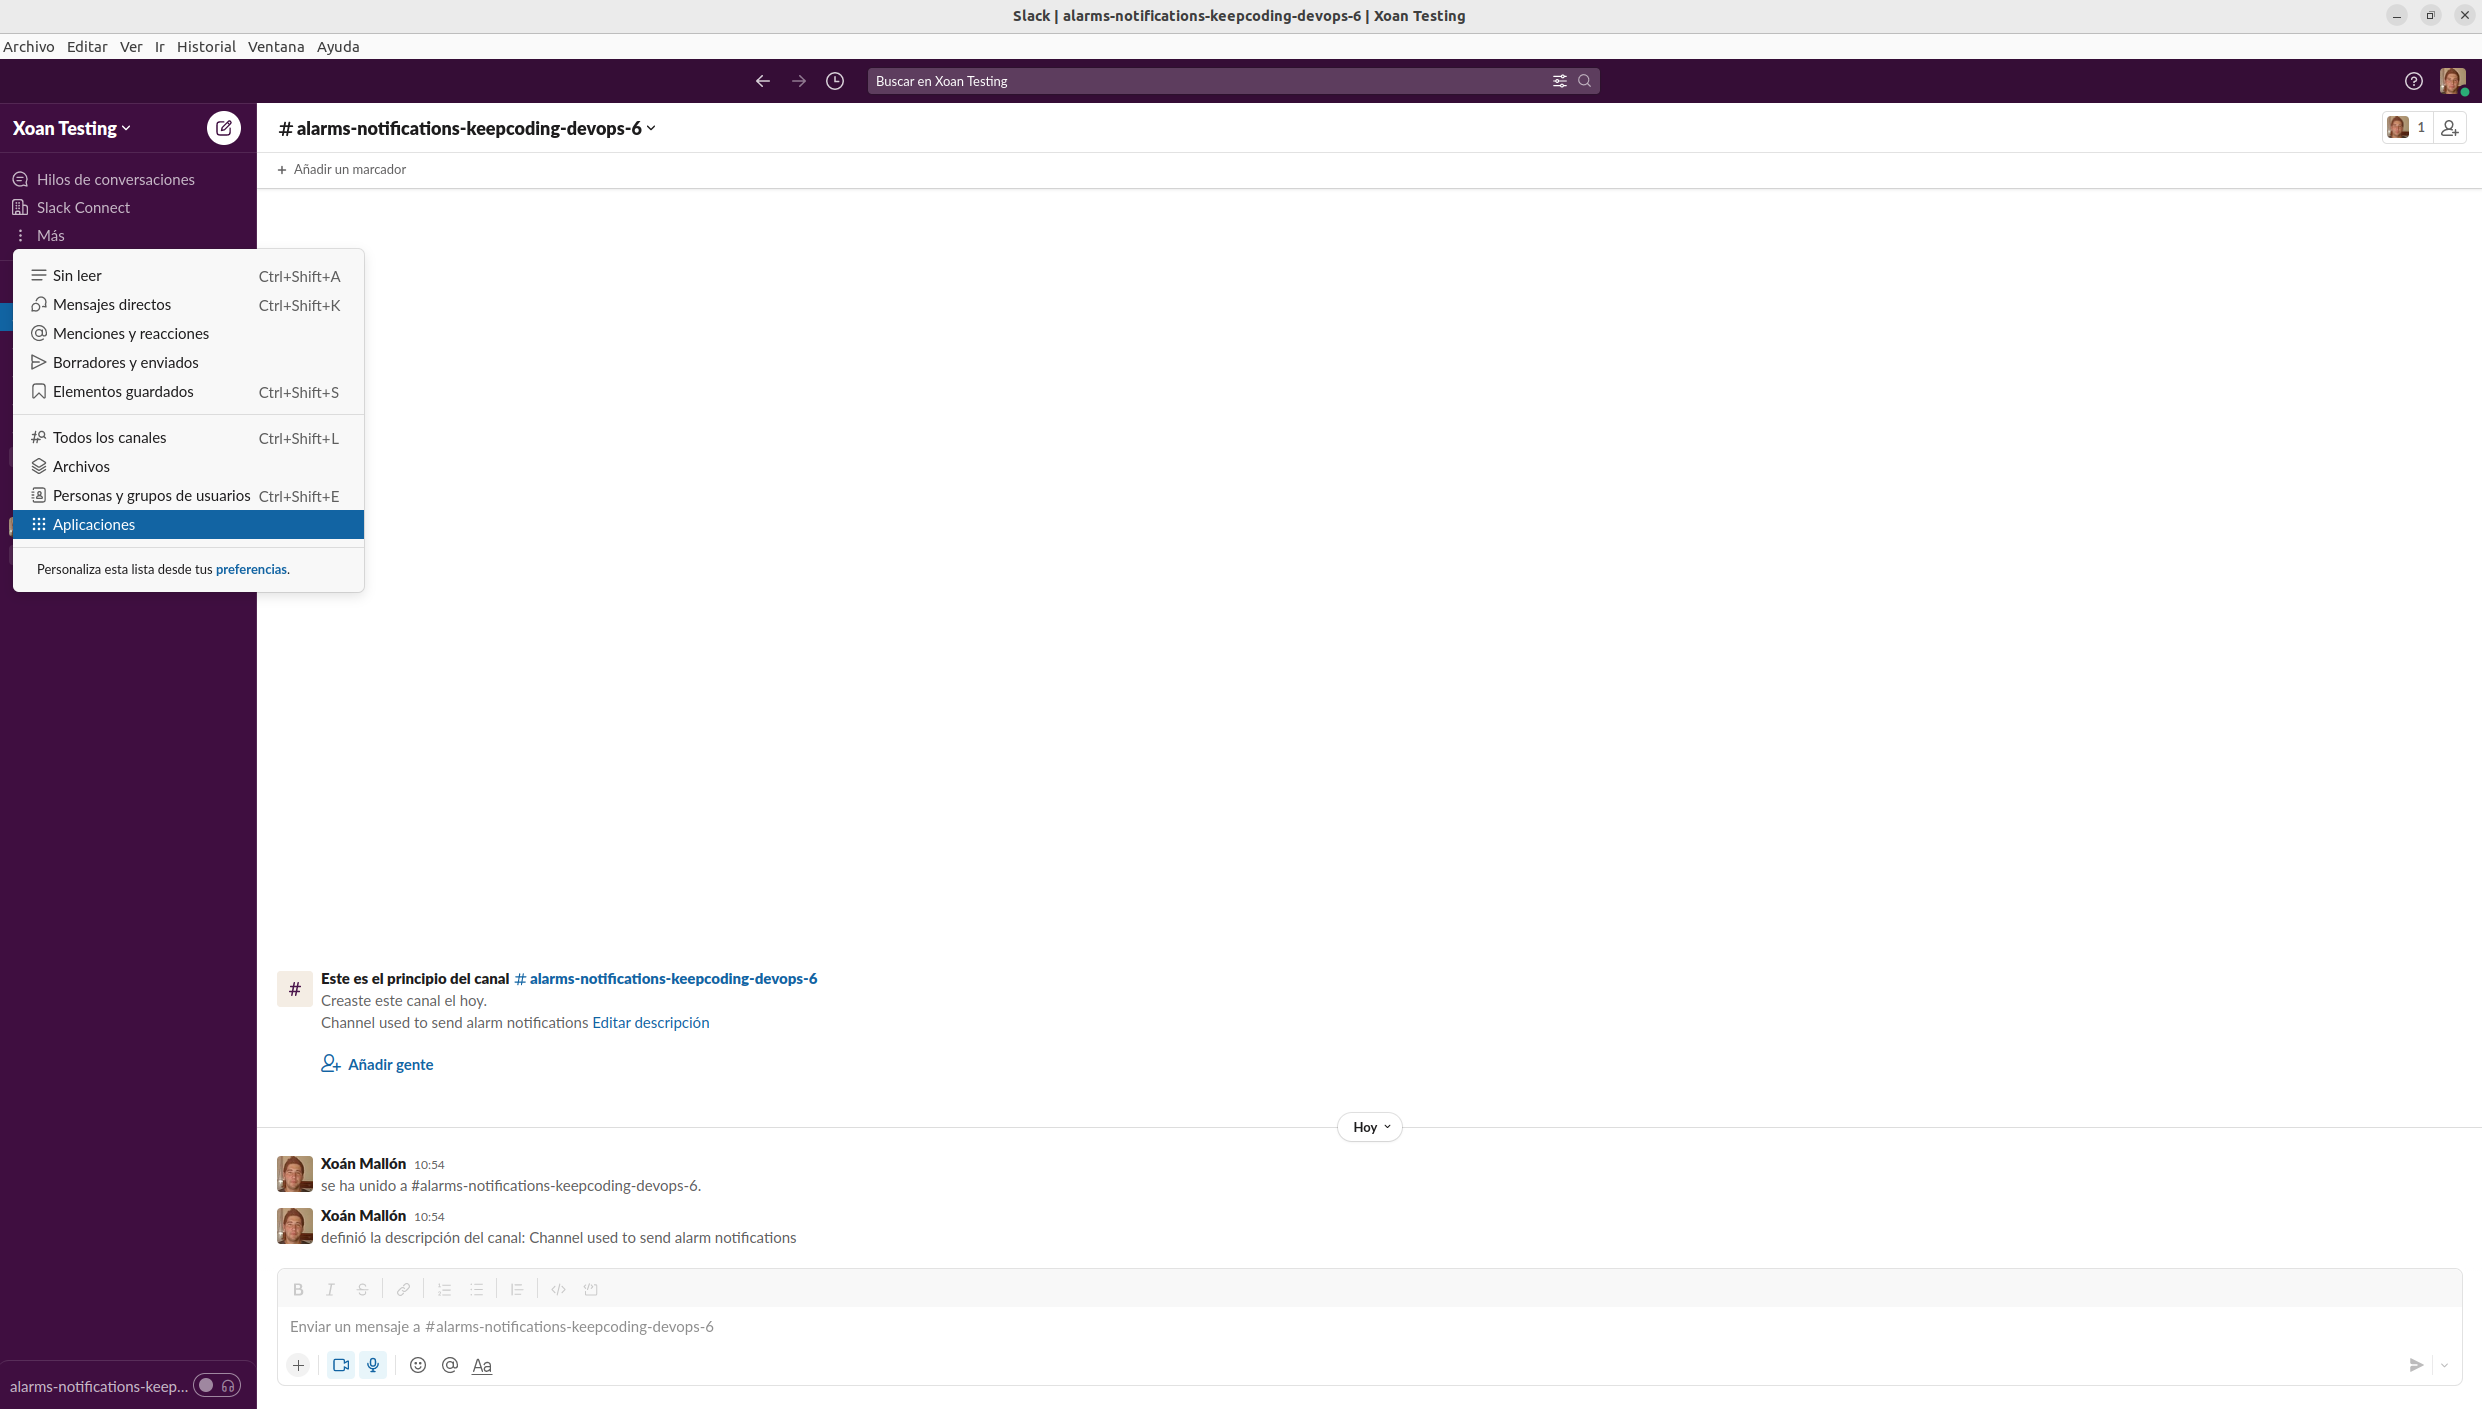 Slack | alarms-notifications-keepcoding-devops-6 | Xoan Testing
Archivo Editar Ver Ir Historial Ventana Ayuda
Buscar en Xoan Testing
Xoan Testing
# alarms-notifications-keepcoding-devops-6
1
+ Añadir un marcador
Hilos de conversaciones
Slack Connect
Más
Sin leer Ctrl+Shift+A
Mensajes directos Ctrl+Shift+K
Menciones y reacciones
Borradores y enviados
Elementos guardados Ctrl+Shift+S
Todos los canales Ctrl+Shift+L
Archivos
Personas y grupos de usuarios Ctrl+Shift+E
Aplicaciones
Personaliza esta lista desde tus preferencias.
# Este es el principio del canal # alarms-notifications-keepcoding-devops-6
Creaste este canal el hoy.
Channel used to send alarm notifications Editar descripción
Añadir gente
Hoy
Xoán Mallón 10:54
se ha unido a #alarms-notifications-keepcoding-devops-6.
Xoán Mallón 10:54
definió la descripción del canal: Channel used to send alarm notifications
B I S
Enviar un mensaje a #alarms-notifications-keepcoding-devops-6
+ @ Aa
alarms-notifications-keep...